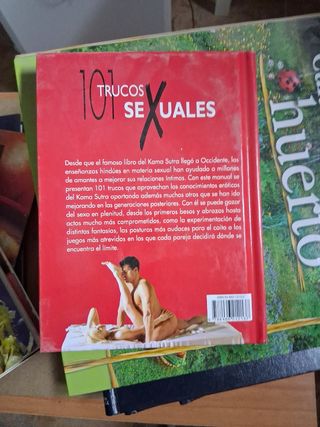 101 TRUCOS
SEXUALES
Desde que el famoso libro del Kama Sutra llegó a Occidente, las
enseñanzas hindúes en materia sexual han ayudado a millones
de amantes a mejorar sus relaciones íntimas. Con este manual se
presentan 101 trucos que aprovechan los conocimientos eróticos
del Kama Sutra aportando además muchos otros que se han ido
mejorando en las generaciones posteriores. Con él se puede gozar
del sexo en plenitud, desde los primeros besos y abrazos hasta
actos mucho más comprometidos, como la experimentación de
distintas fantasías, las posturas más audaces para el coito o los
juegos más atrevidos en los que cada pareja decidirá dónde se
encuentra el límite.
huerto